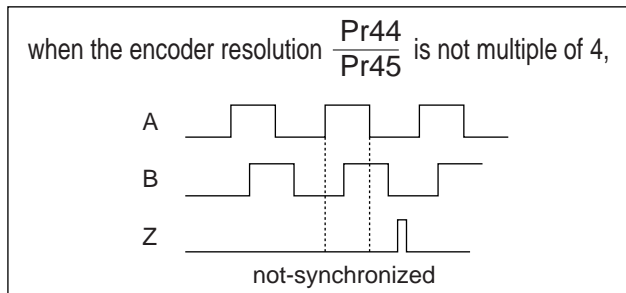 when the encoder resolution Pr44/Pr45 is not multiple of 4,
A
B
Z
not-synchronized